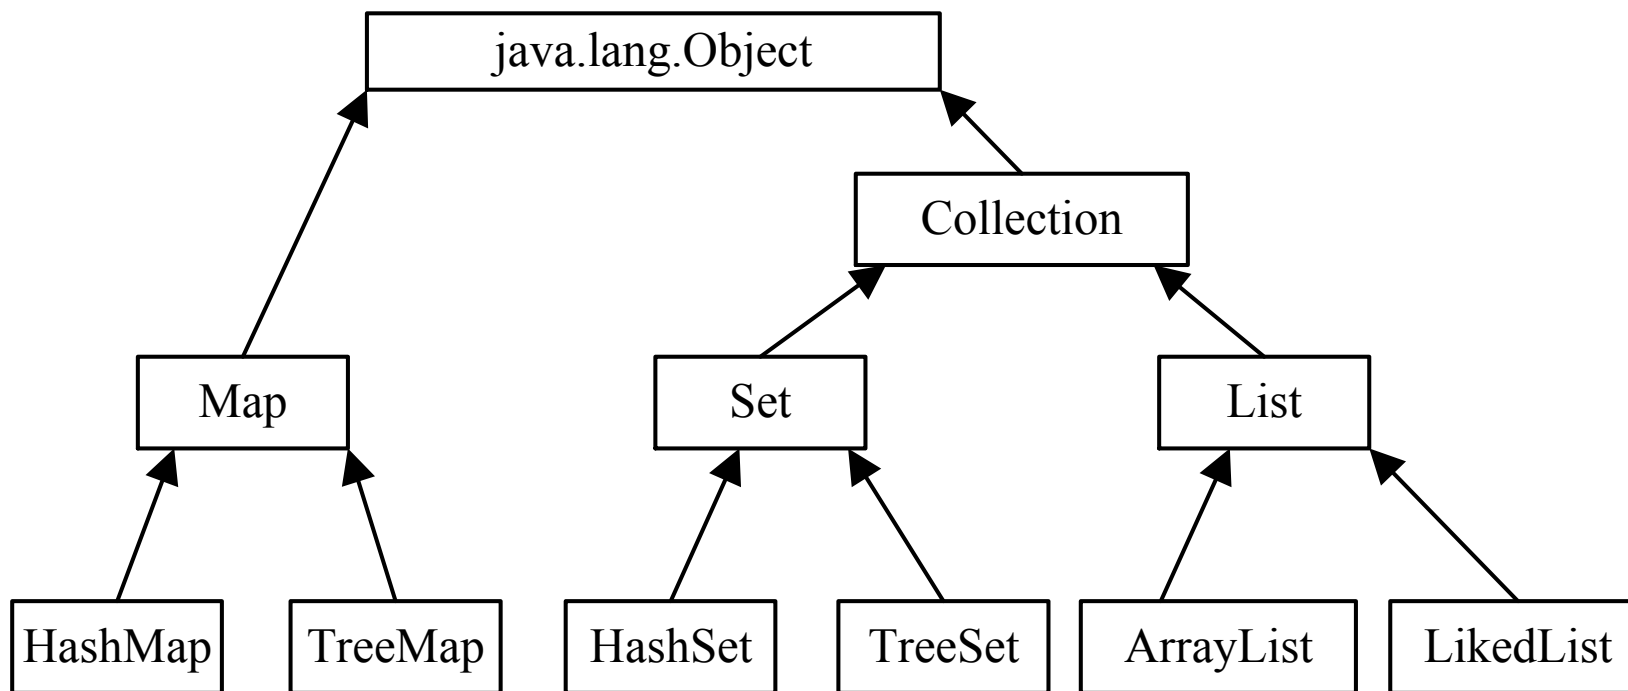 java.lang.Object
Collection
Map
Set
List
HashMap
TreeMap
HashSet
TreeSet
ArrayList
LikedList